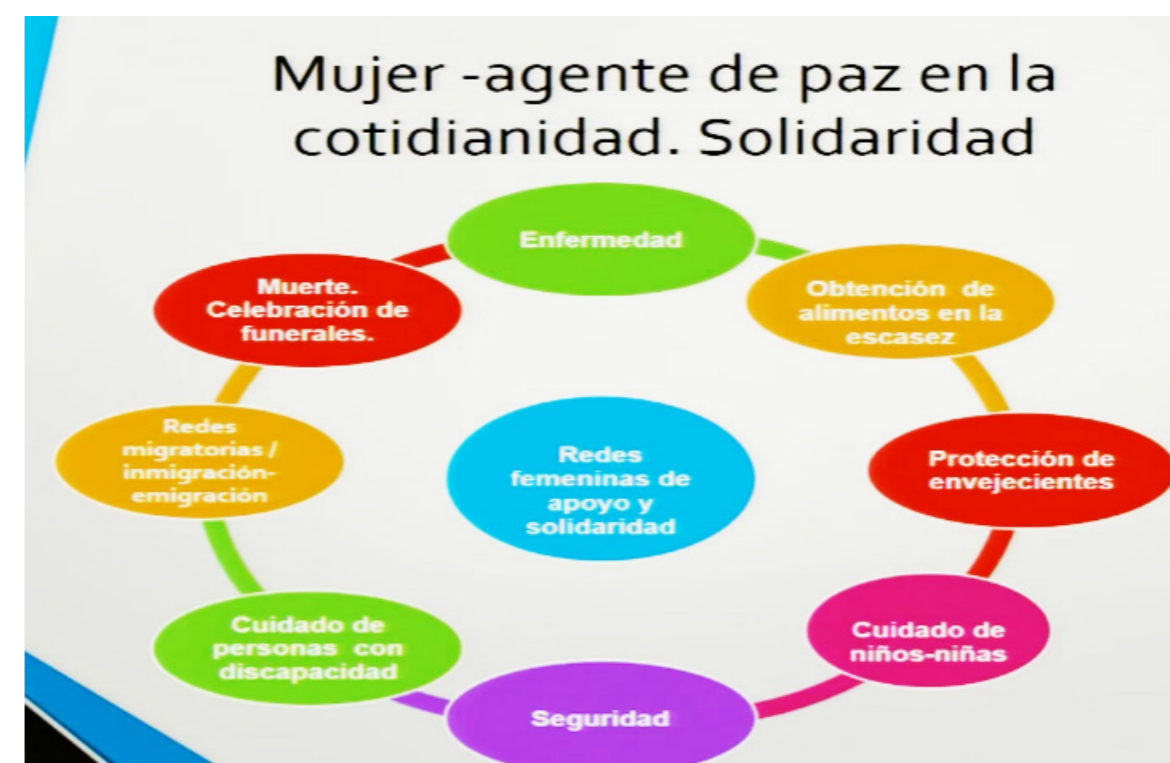 Mujer -agente de paz en la
cotidianidad. Solidaridad
Enfermedad
Obtención de
alimentos en la
escasez
Protección de
envejecientes
Cuidado de
niños-niñas
Seguridad
Cuidado de
personas con
discapacidad
Redes
migratorias /
inmigración-
emigración
Muerte.
Celebración de
funerales.
Redes
femeninas de
apoyo y
solidaridad